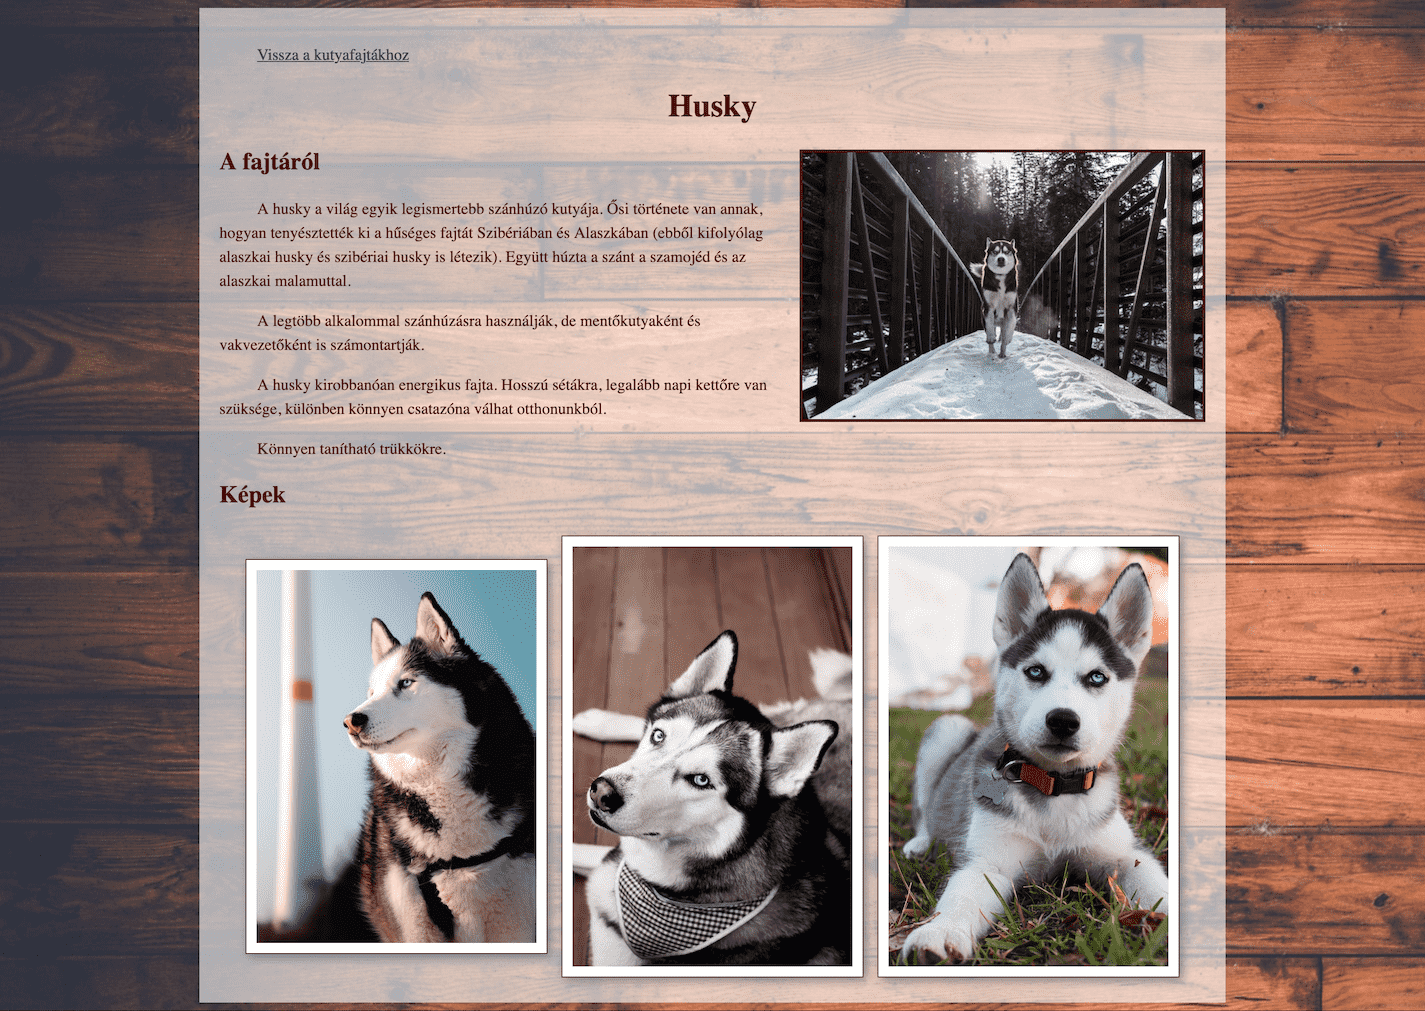 Vissza a kutyafajtákhoz
Husky
A fajtáról
A husky a világ egyik legismertebb szánhúzó kutyája. Ősi története van annak,
hogyan tenyésztették ki a hűséges fajtát Szibériában és Alaszkában (ebből kifolyólag
alaszkai husky és szibériai husky is létezik). Együtt húzta a szánt a szamojéd és az
alaszkai malamuttal.
A legtöbb alkalommal szánhúzásra használják, de mentőkutyaként és
vakvezetőként is számontartják.
A husky kirobbanóan energikus fajta. Hosszú sétákra, legalább napi kettőre van
szüksége, különben könnyen csatazóna válhat otthonunkból.
Könnyen tanítható trükkökre.
Képek